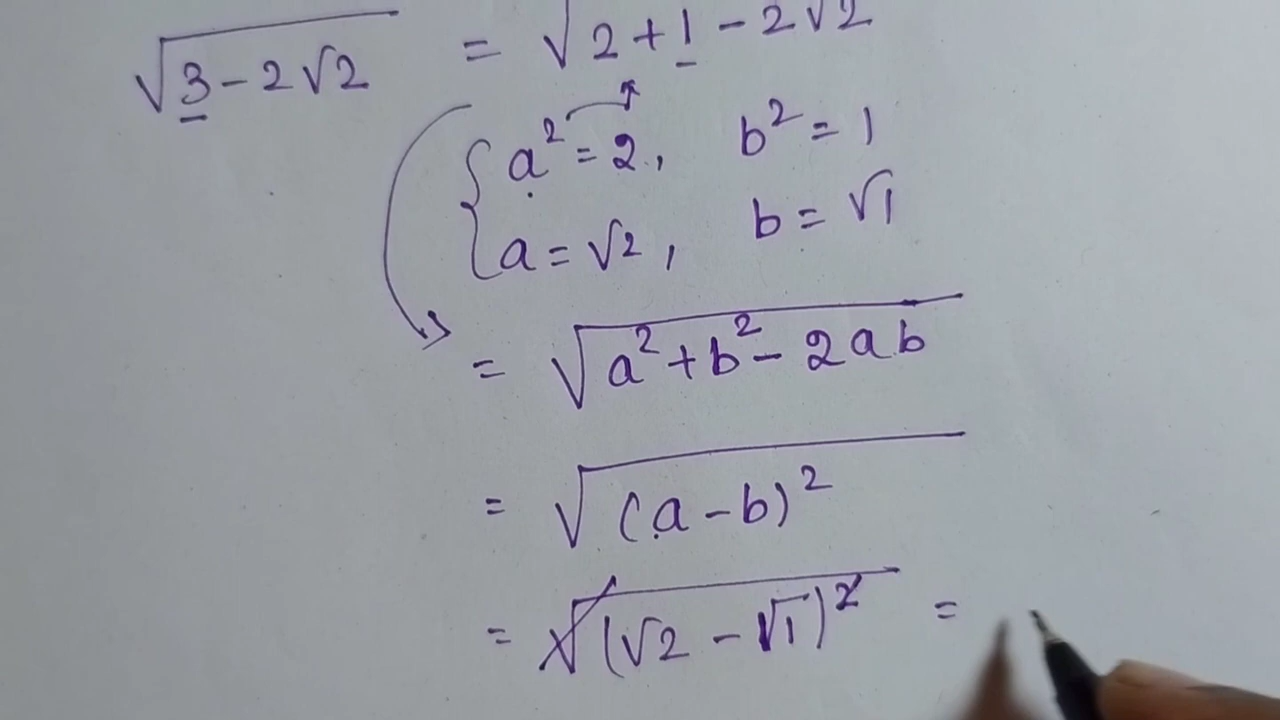 √3-2√2 = √2+1-2√2
a²=2, b²=1
a=√2, b=√1
= √a²+b²-2ab
= √(a-b)²
= √(√2-√1)² =